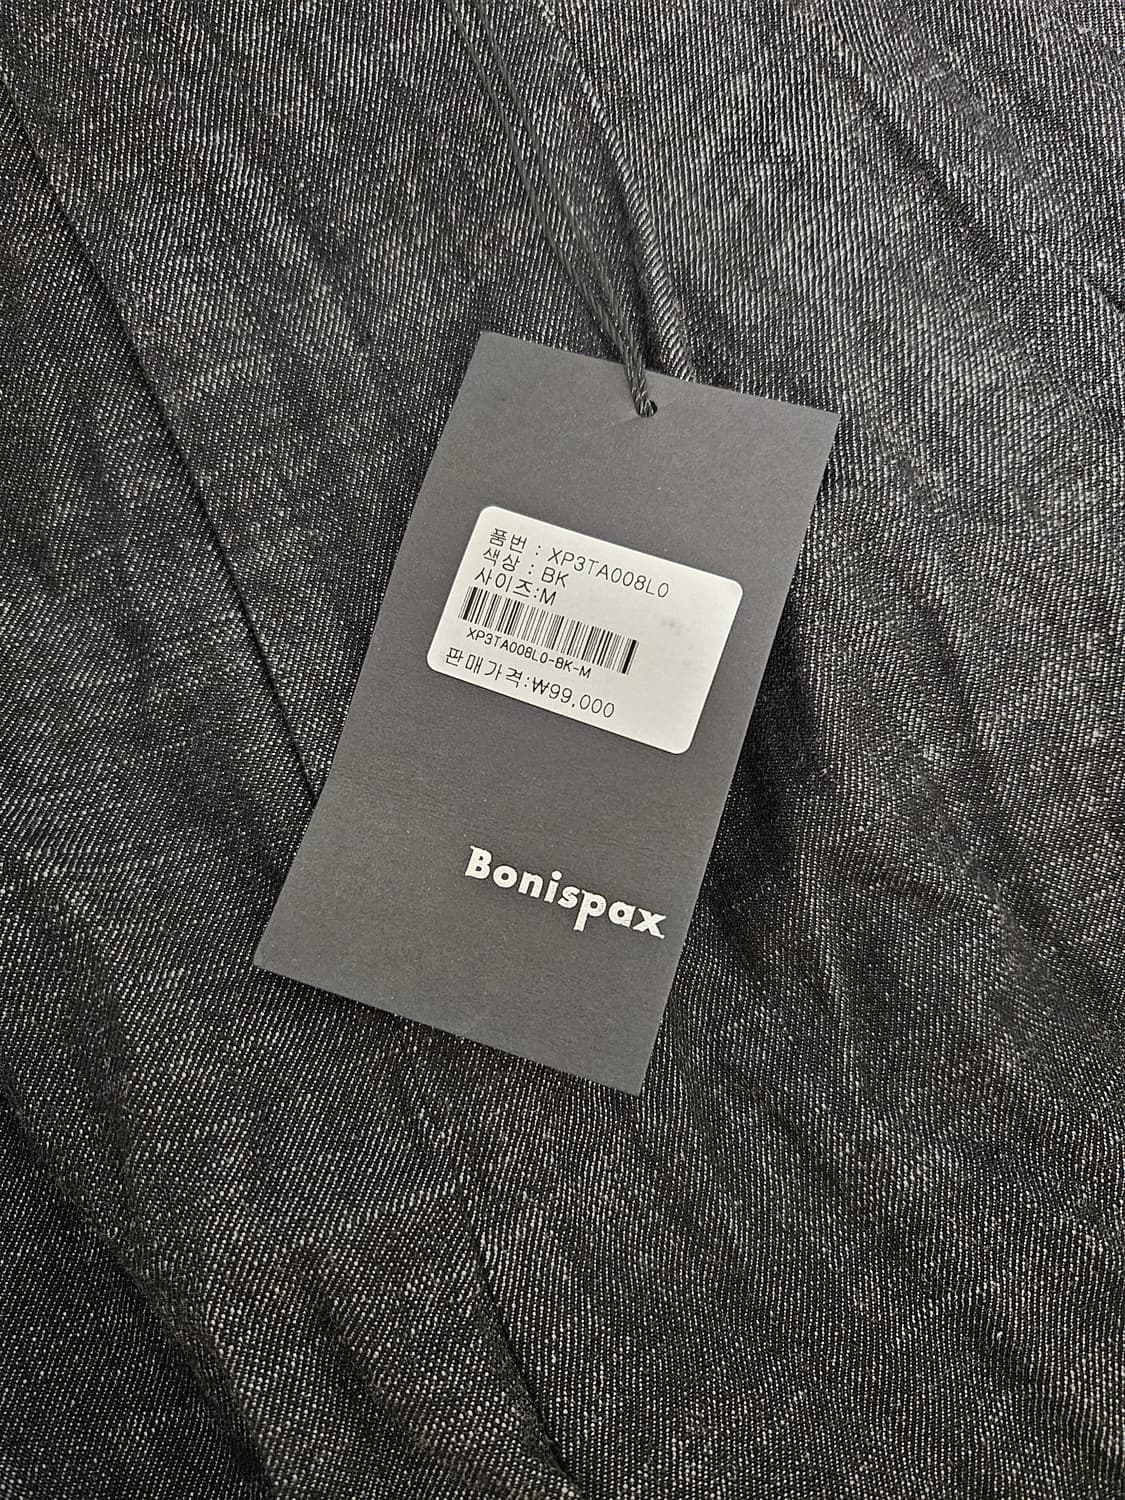 품번 : XP3TA008L0
색상 : BK
사이즈:M
XP3TA008L0-BK-M
판매가격:₩99,000
Bonispax